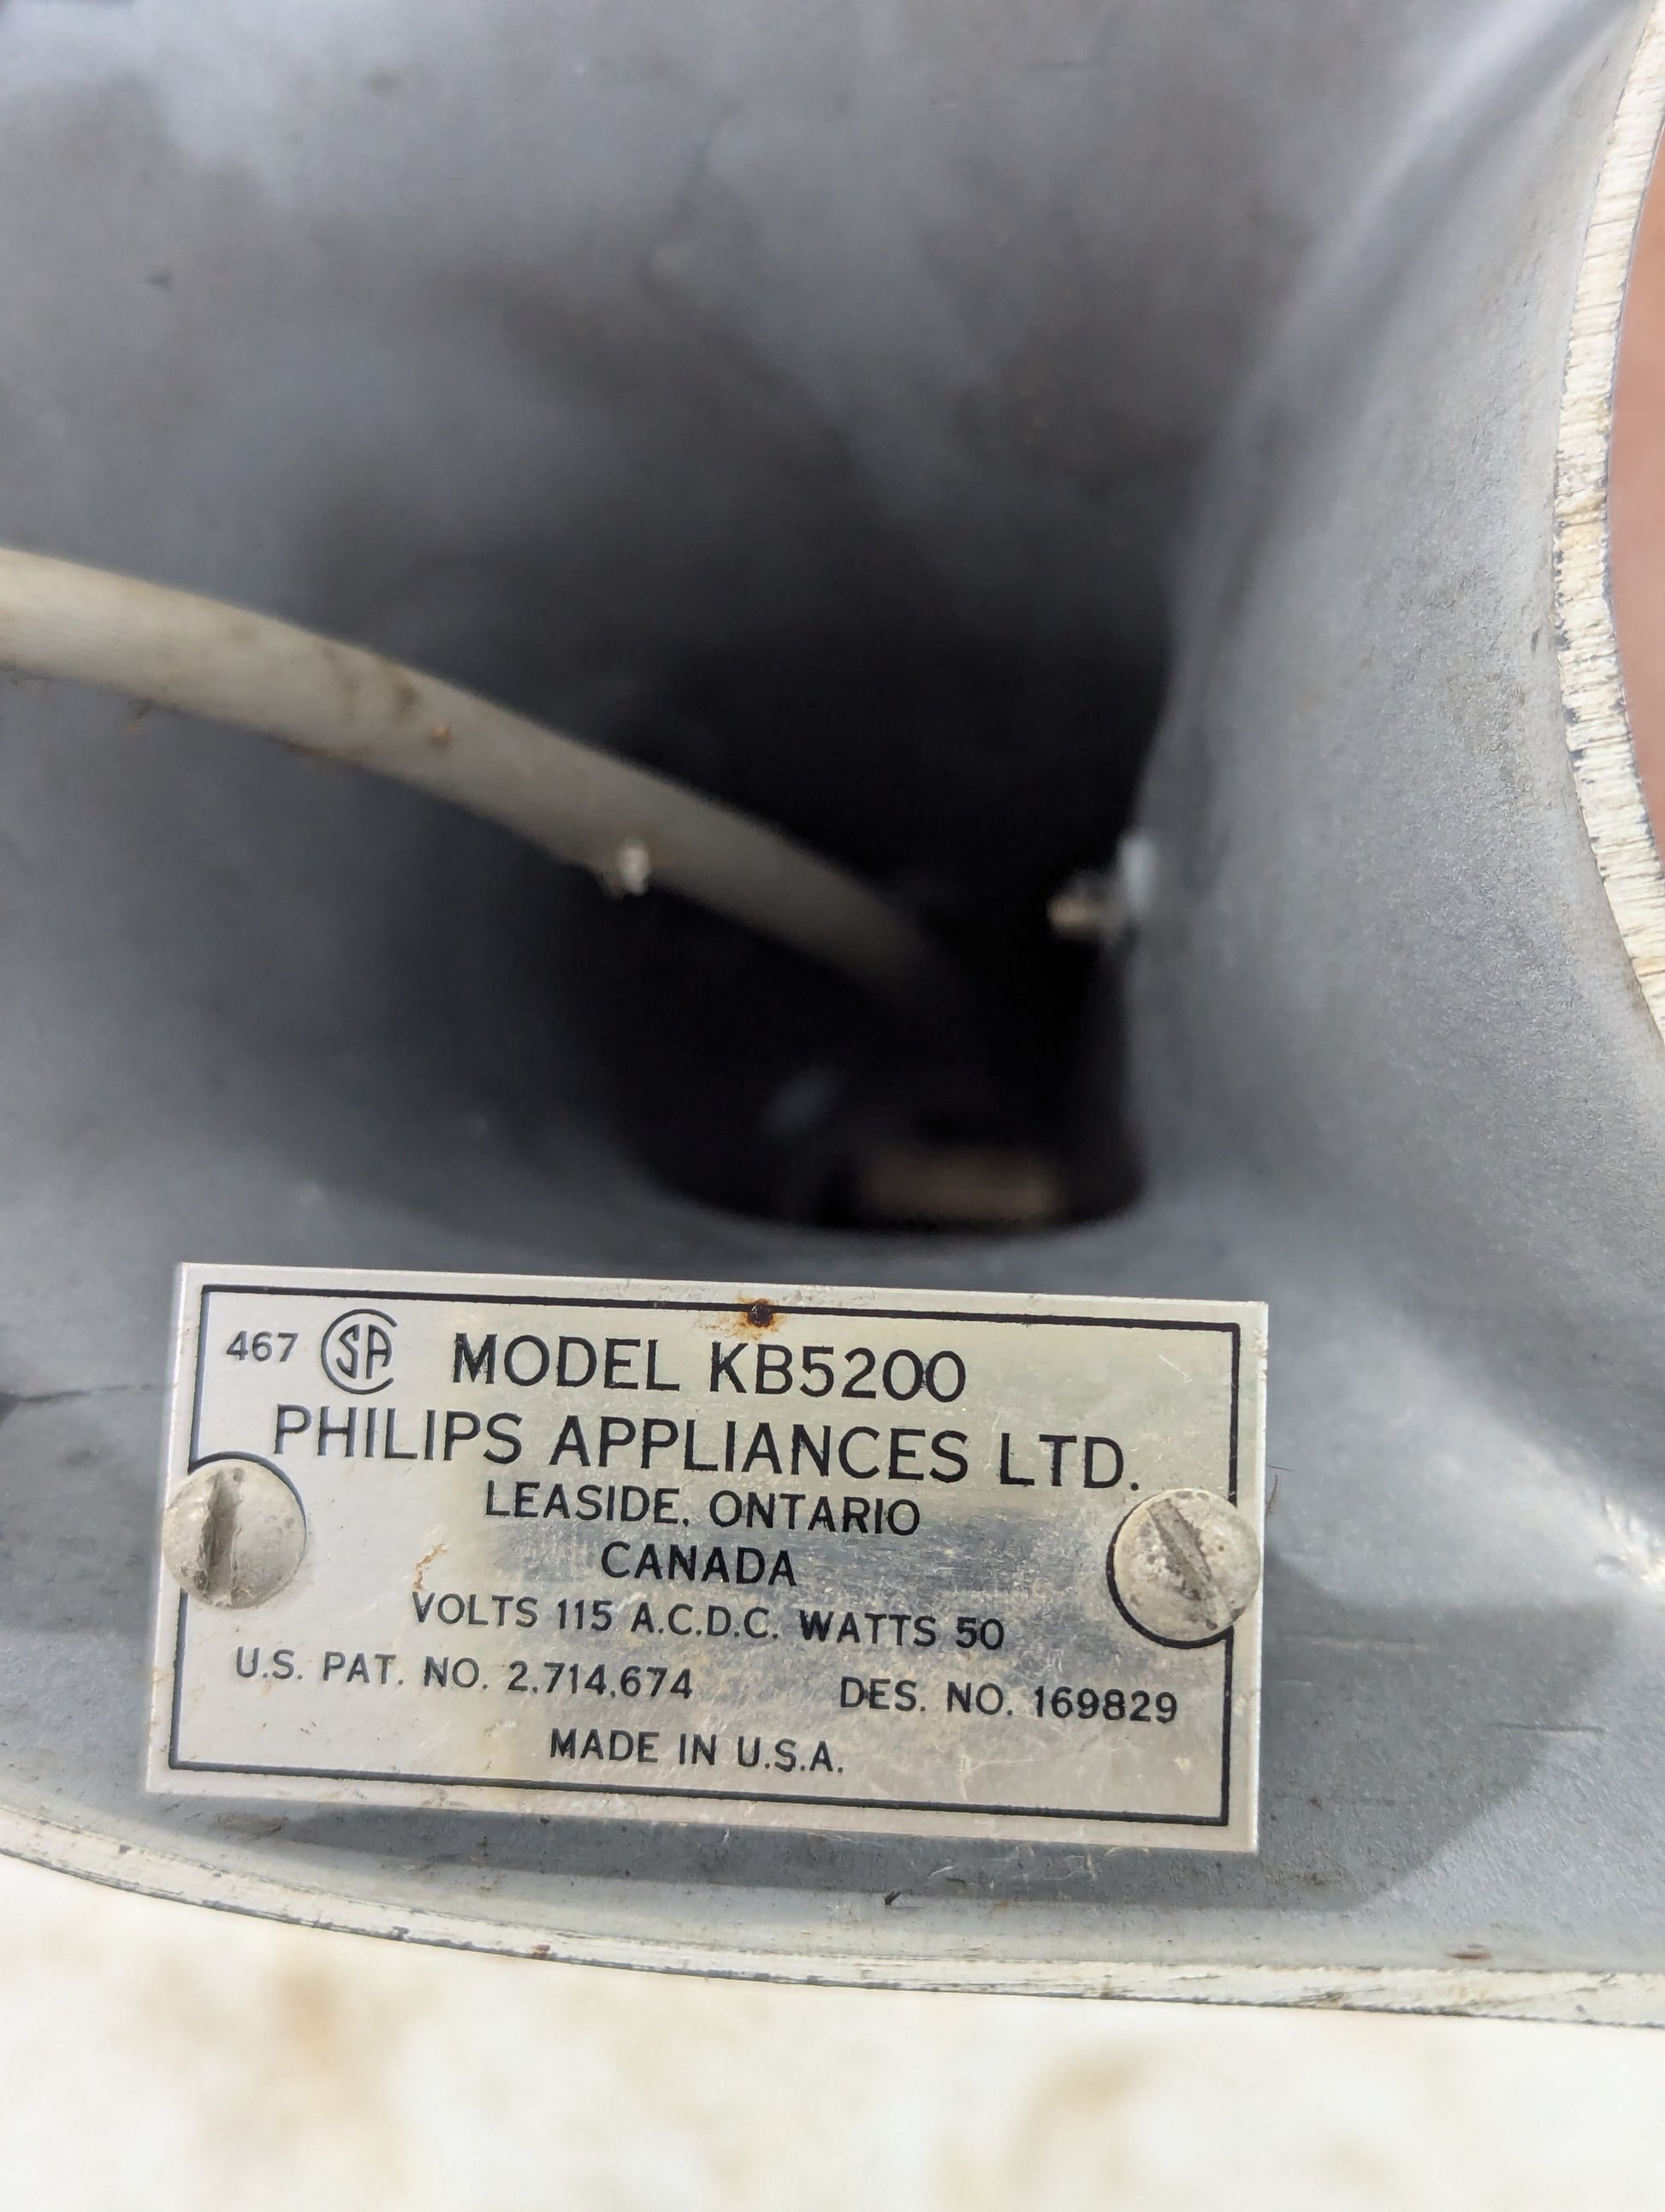 467 CSA MODEL KB5200
PHILIPS APPLIANCES LTD.
LEASIDE, ONTARIO
CANADA
VOLTS 115 A.C.D.C. WATTS 50
U.S. PAT. NO. 2,714,674 DES. NO. 169829
MADE IN U.S.A.